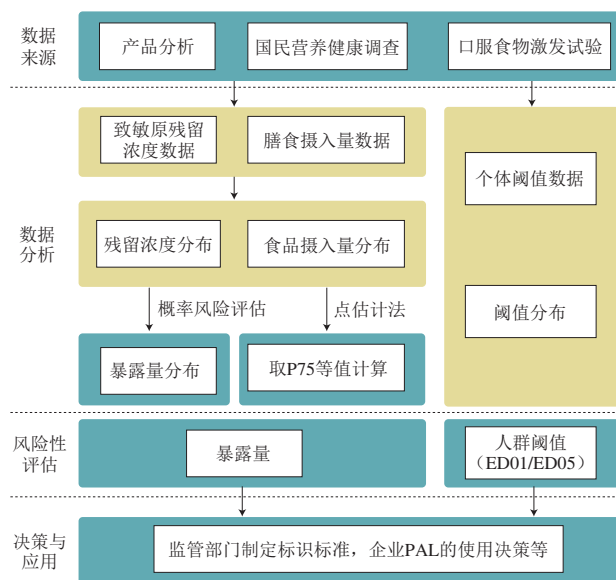 数据
来源
产品分析
国民营养健康调查
口服食物激发试验
致敏原残留
浓度数据
膳食摄入量数据
个体阈值数据
数据
分析
残留浓度分布
食品摄入量分布
阈值分布
概率风险评估
点估计法
暴露量分布
取P75等值计算
风险性
评估
暴露量
人群阈值
（ED01/ED05）
决策与
应用
监管部门制定标识标准，企业PAL的使用决策等